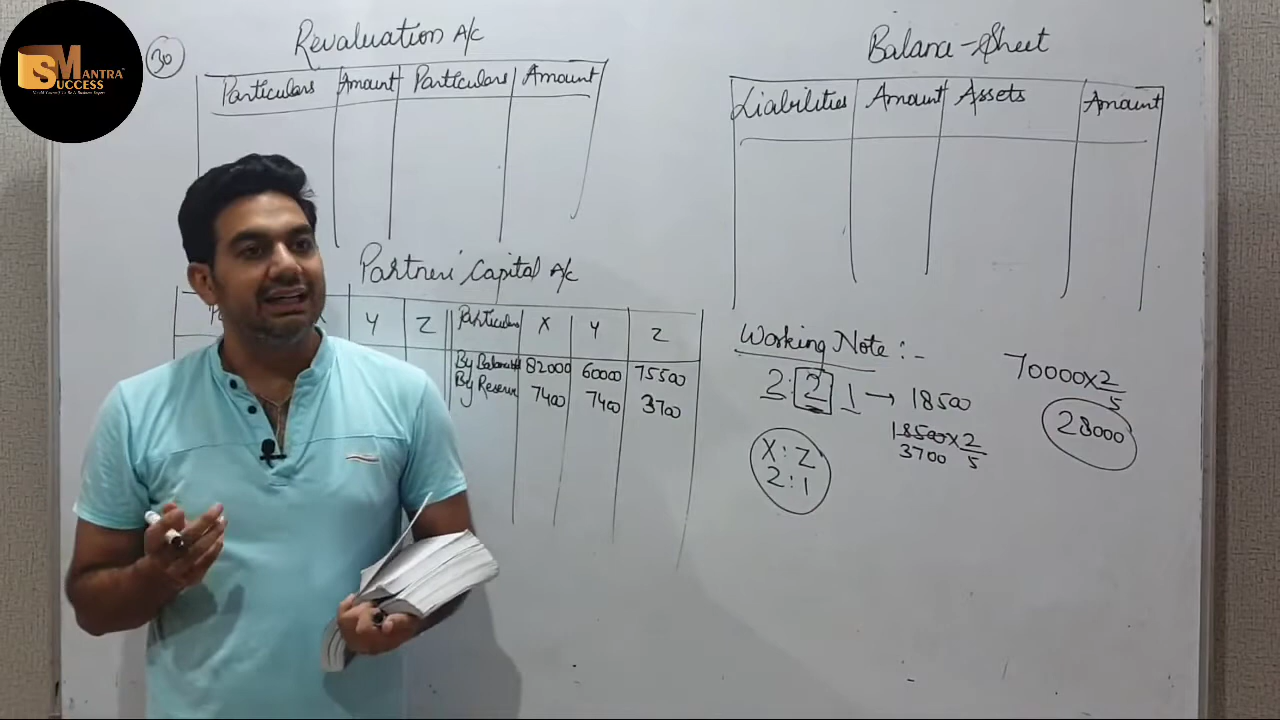 SMANTRA
SUCCESS
30
Revaluation A/c
Particulars Amount Particulars Amount
Balance-Sheet
Liabilities Amount Assets Amount
Partners' Capital A/c
Y Z Particulars X Y Z
By Balance 82000 60000 75500
By Reserve 7400 7400 3700
Working Note :-
2:2 1 → 18500
18500×2/5
3700
X:Z
2:1
70000×2/5
28000